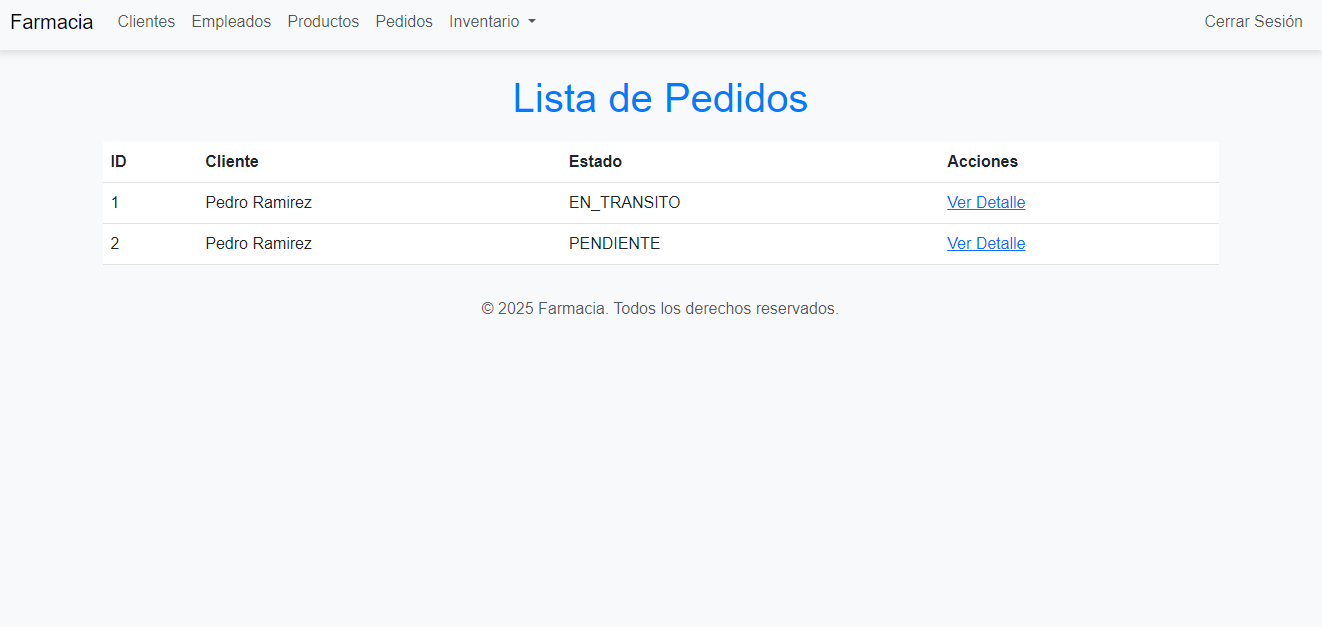 Farmacia Clientes Empleados Productos Pedidos Inventario Cerrar Sesión
Lista de Pedidos
ID Cliente Estado Acciones
1 Pedro Ramirez EN_TRANSITO Ver Detalle
2 Pedro Ramirez PENDIENTE Ver Detalle
© 2025 Farmacia. Todos los derechos reservados.